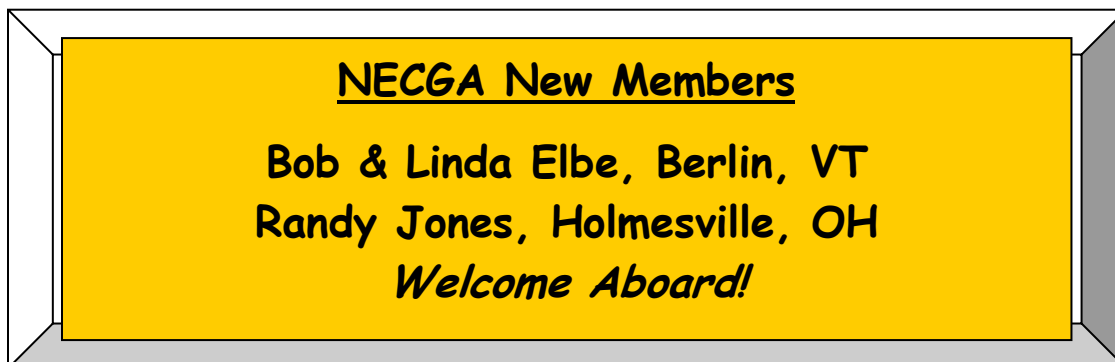 NECGA New Members
Bob & Linda Elbe, Berlin, VT
Randy Jones, Holmesville, OH
Welcome Aboard!